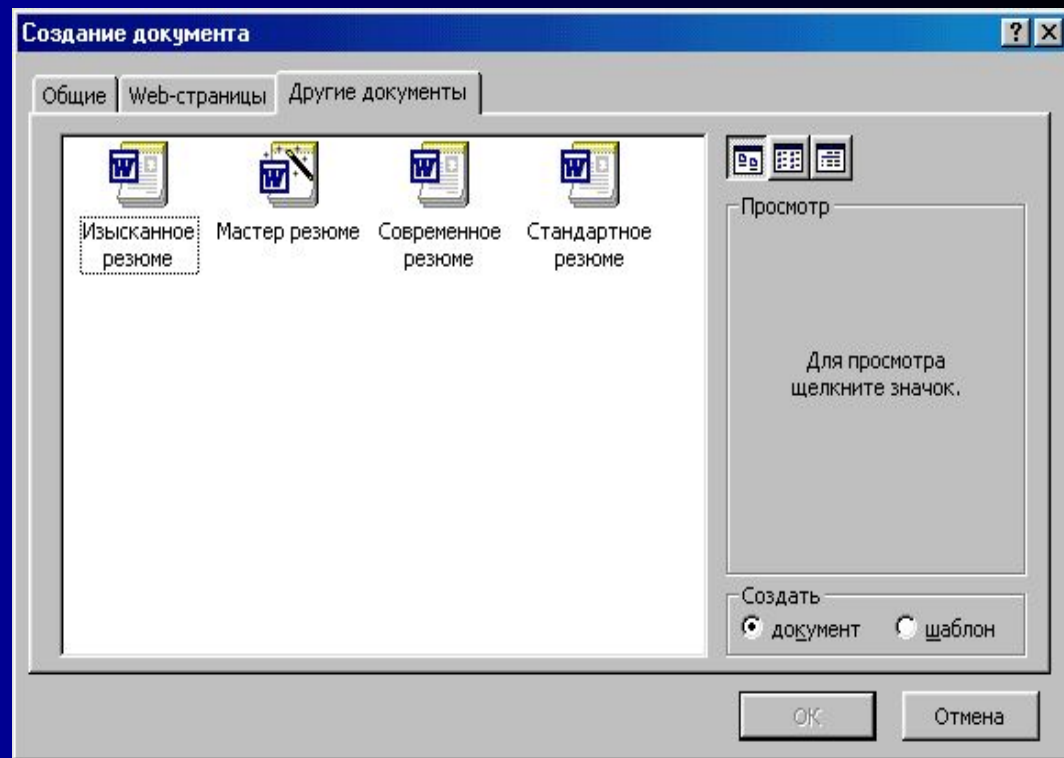 Создание документа
Общие Web-страницы Другие документы
Изысканное резюме
Мастер резюме
Современное резюме
Стандартное резюме
Просмотр
Для просмотра
щелкните значок.
Создать
документ шаблон
ОК Отмена